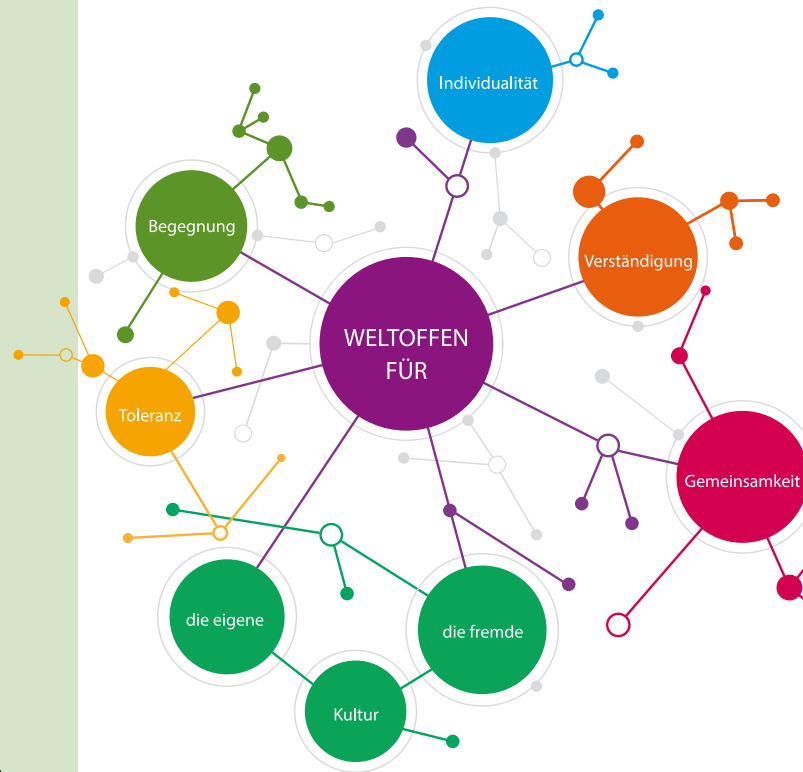 Individualität
Begegnung
Verständigung
WELTOFFEN
FÜR
Toleranz
Gemeinsamkeit
die eigene
die fremde
Kultur